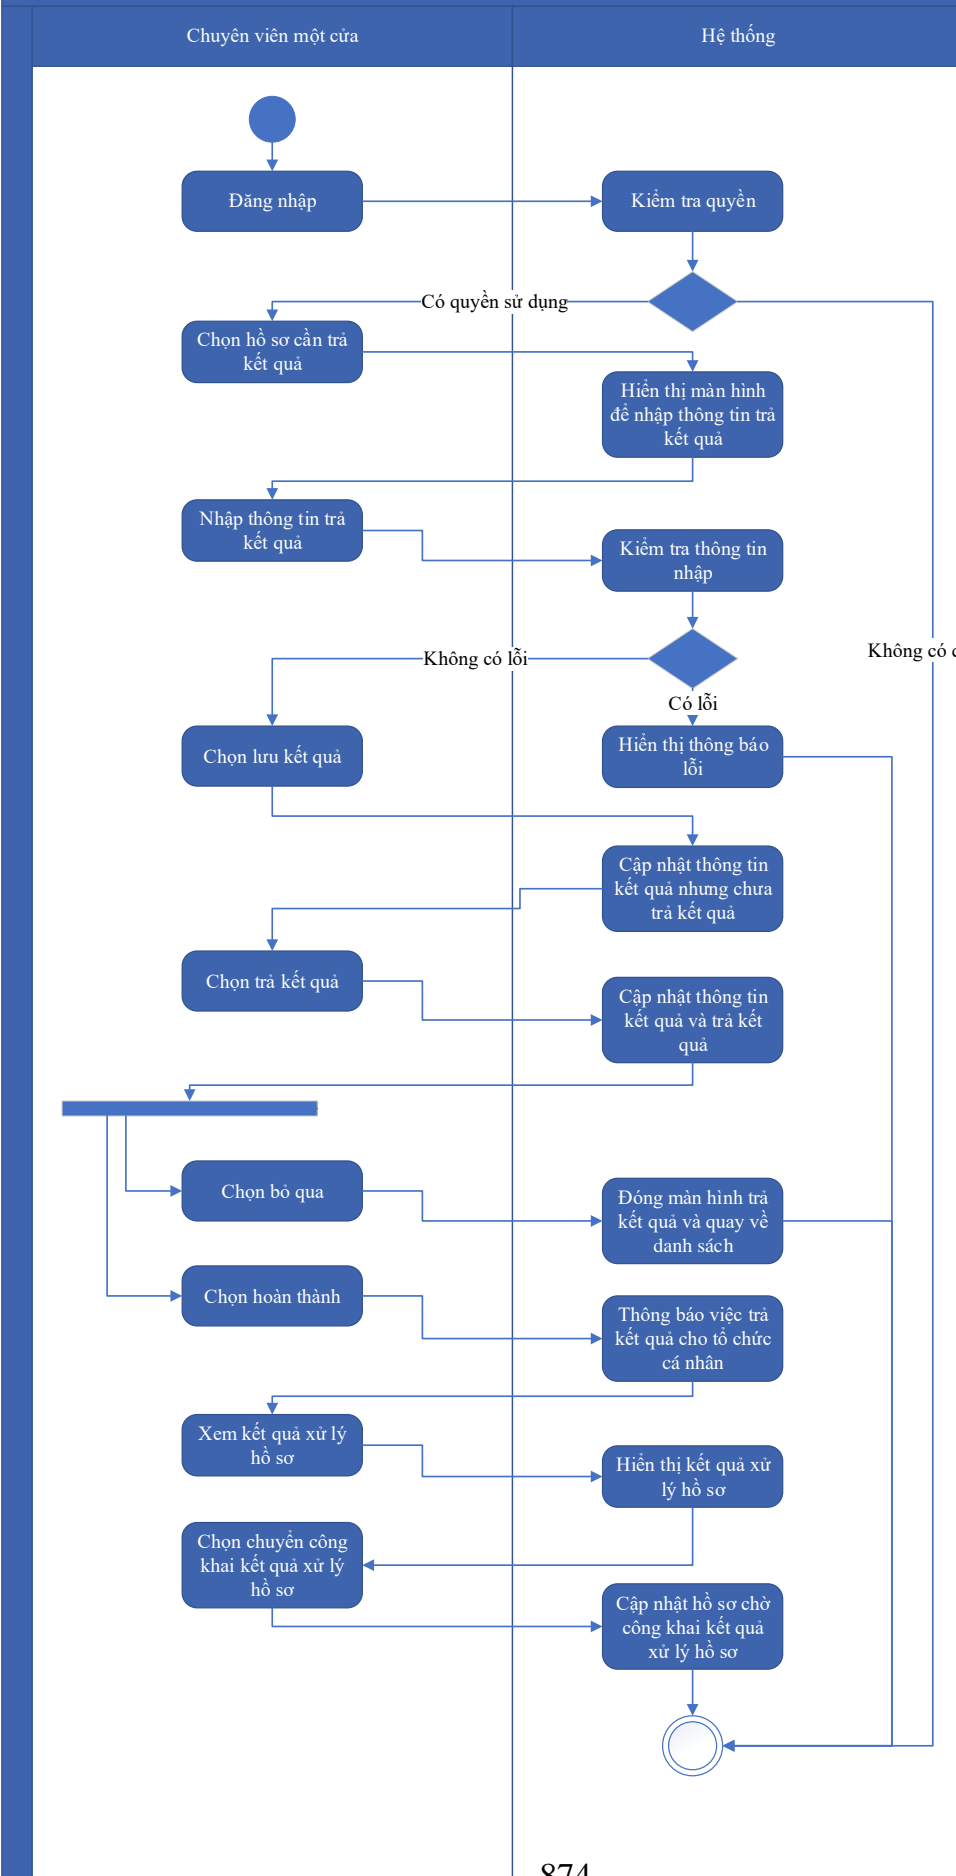 Chuyên viên một cửa
Hệ thống
Đăng nhập
Kiểm tra quyền
Có quyền sử dụng
Chọn hồ sơ cần trả
kết quả
Hiển thị màn hình
để nhập thông tin trả
kết quả
Nhập thông tin trả
kết quả
Kiểm tra thông tin
nhập
Không có lỗi
Không có
Có lỗi
Chọn lưu kết quả
Hiển thị thông báo
lỗi
Cập nhật thông tin
kết quả nhưng chưa
trả kết quả
Chọn trả kết quả
Cập nhật thông tin
kết quả và trả kết
quả
Chọn bỏ qua
Đóng màn hình trả
kết quả và quay về
danh sách
Chọn hoàn thành
Thông báo việc trả
kết quả cho tổ chức
cá nhân
Xem kết quả xử lý
hồ sơ
Hiển thị kết quả xử
lý hồ sơ
Chọn chuyển công
khai kết quả xử lý
hồ sơ
Cập nhật hồ sơ chờ
công khai kết quả
xử lý hồ sơ
874